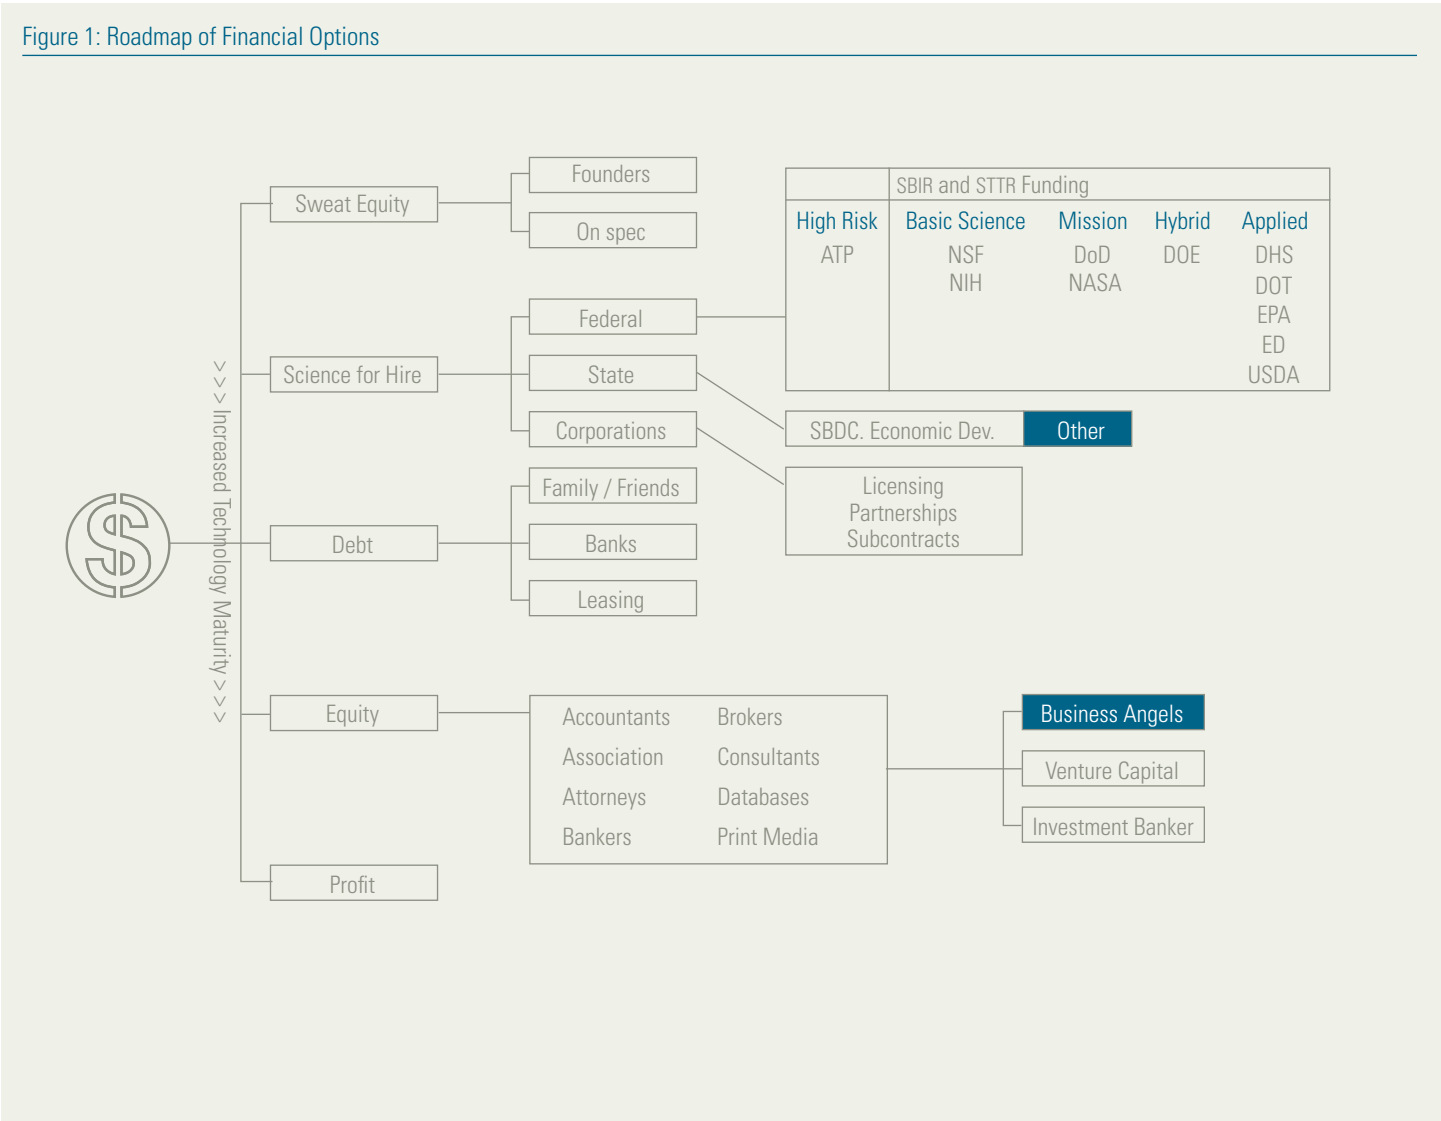 Figure 1: Roadmap of Financial Options
Founders
Sweat Equity
On spec
SBIR and STTR Funding
High Risk Basic Science Mission Hybrid Applied
ATP NSF DoD DOE DHS
NIH NASA DOT
EPA
ED
USDA
Federal
Science for Hire
State
Corporations
SBDC. Economic Dev. Other
Licensing
Partnerships
Subcontracts
>>> Increased Technology Maturity >>>
$
Family / Friends
Debt
Banks
Leasing
Equity
Accountants Brokers
Association Consultants
Attorneys Databases
Bankers Print Media
Business Angels
Venture Capital
Investment Banker
Profit